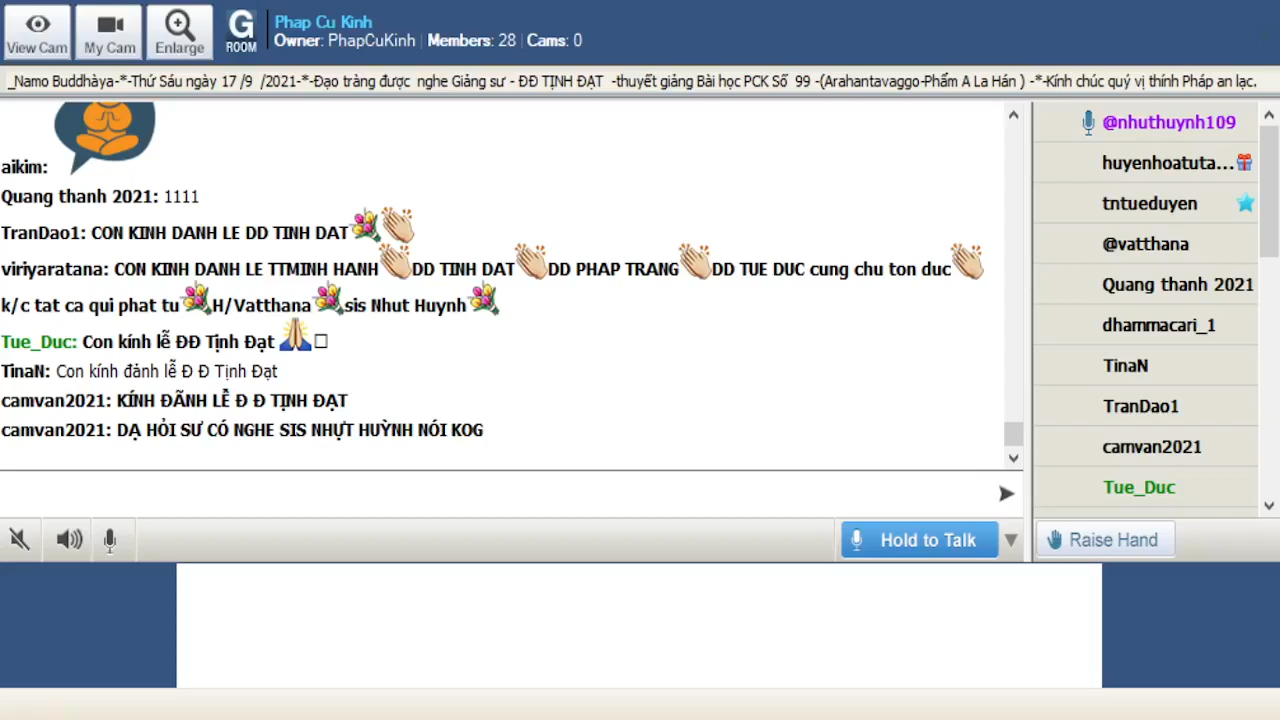 View Cam
My Cam
Enlarge
G
ROOM
Phap Cu Kinh
Owner: PhapCuKinh | Members: 28 | Cams: 0
_Namo Buddhàya-*-Thứ Sáu ngày 17 /9 /2021-*-Đạo tràng được nghe Giảng sư - ĐĐ TỊNH ĐẠT -thuyết giảng Bài học PCK Số 99 -(Arahantavaggo-Phẩm A La Hán ) -*-Kính chúc quý vị thính Pháp an lạc.
aikim:
Quang thanh 2021: 1111
TranDao1: CON KINH DANH LE DD TINH DAT
viriyaratana: CON KINH DANH LE TTMINH HANH DD TINH DAT DD PHAP TRANG DD TUE DUC cung chu ton duc
k/c tat ca qui phat tu H/Vatthana sis Nhut Huynh
Tue_Duc: Con kính lễ ĐĐ Tịnh Đạt
TinaN: Con kính đảnh lễ Đ Đ Tịnh Đạt
camvan2021: KÍNH ĐÃNH LỄ Đ Đ TỊNH ĐẠT
camvan2021: DẠ HỎI SƯ CÓ NGHE SIS NHỰT HUỲNH NÓI KOG
Hold to Talk
@nhuthuynh109
huyenhoatuta...
tntueduyen
@vatthana
Quang thanh 2021
dhammacari_1
TinaN
TranDao1
camvan2021
Tue_Duc
Raise Hand